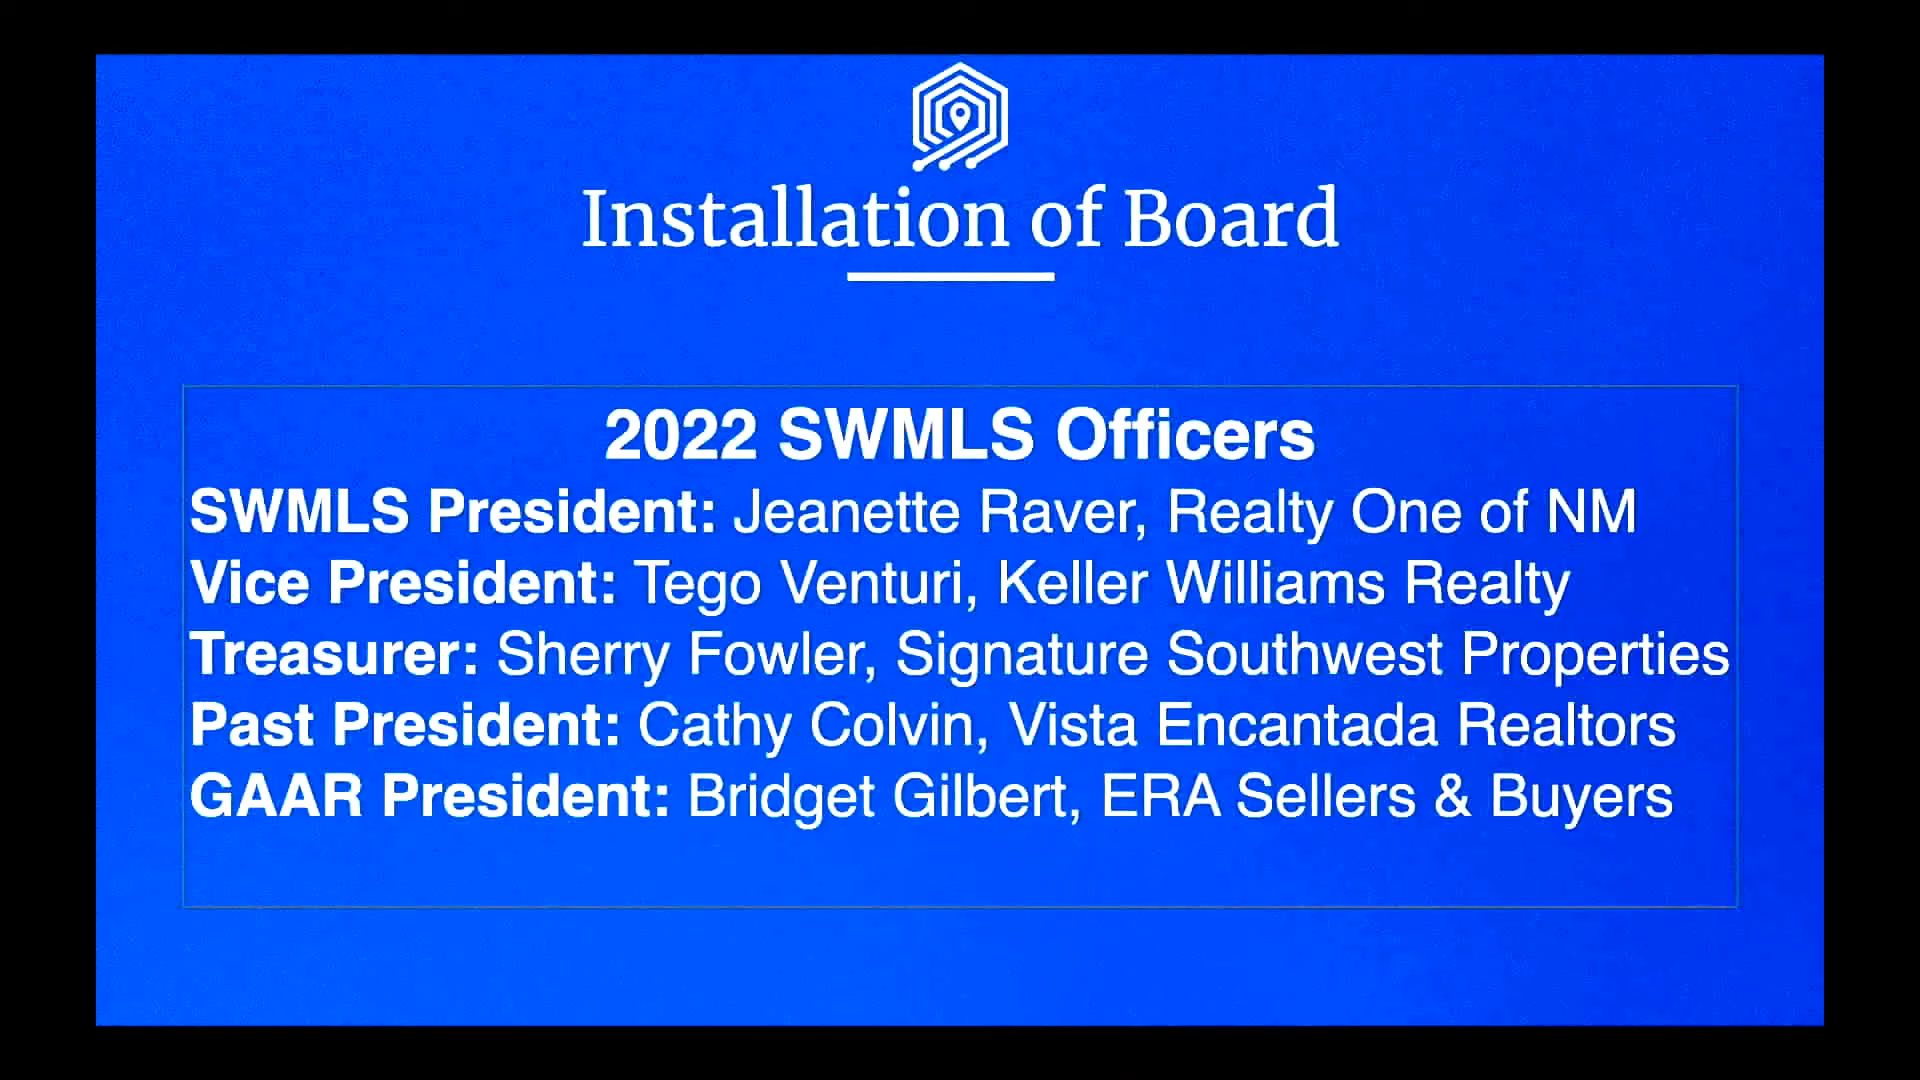 Installation of Board
2022 SWMLS Officers
SWMLS President: Jeanette Raver, Realty One of NM
Vice President: Tego Venturi, Keller Williams Realty
Treasurer: Sherry Fowler, Signature Southwest Properties
Past President: Cathy Colvin, Vista Encantada Realtors
GAAR President: Bridget Gilbert, ERA Sellers & Buyers